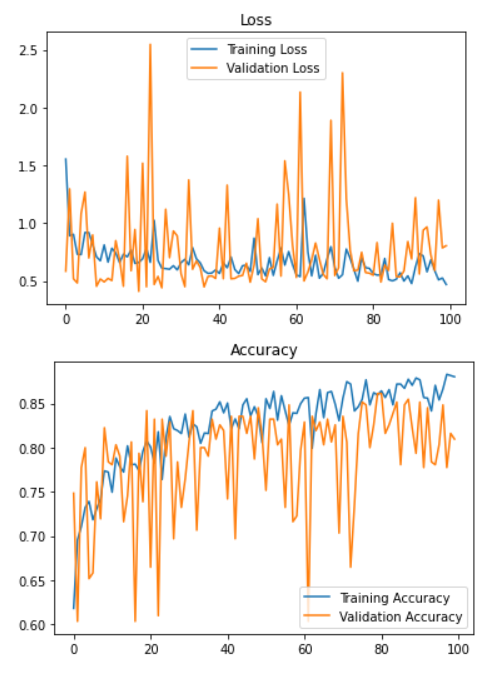 Loss
Training Loss
Validation Loss
2.5
2.0
1.5
1.0
0.5
0 20 40 60 80 100
Accuracy
0.85
0.80
0.75
0.70
0.65
0.60
Training Accuracy
Validation Accuracy
0 20 40 60 80 100